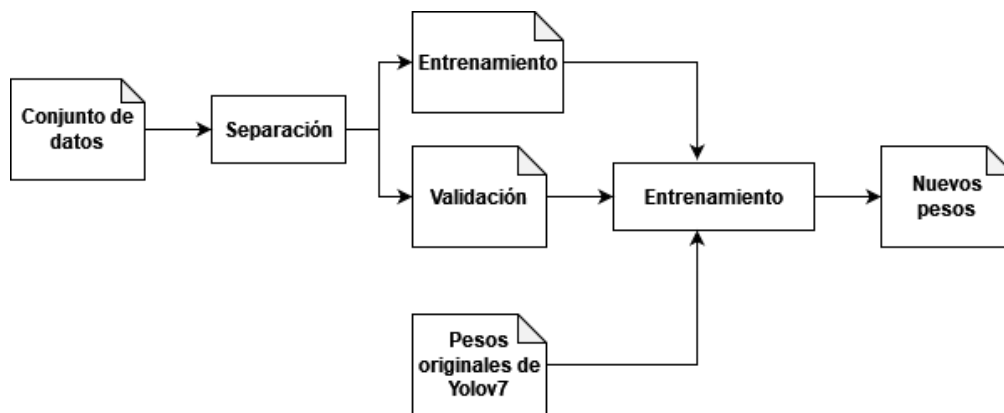 Conjunto de
datos
Separación
Entrenamiento
Validación
Entrenamiento
Nuevos
pesos
Pesos
originales de
Yolov7